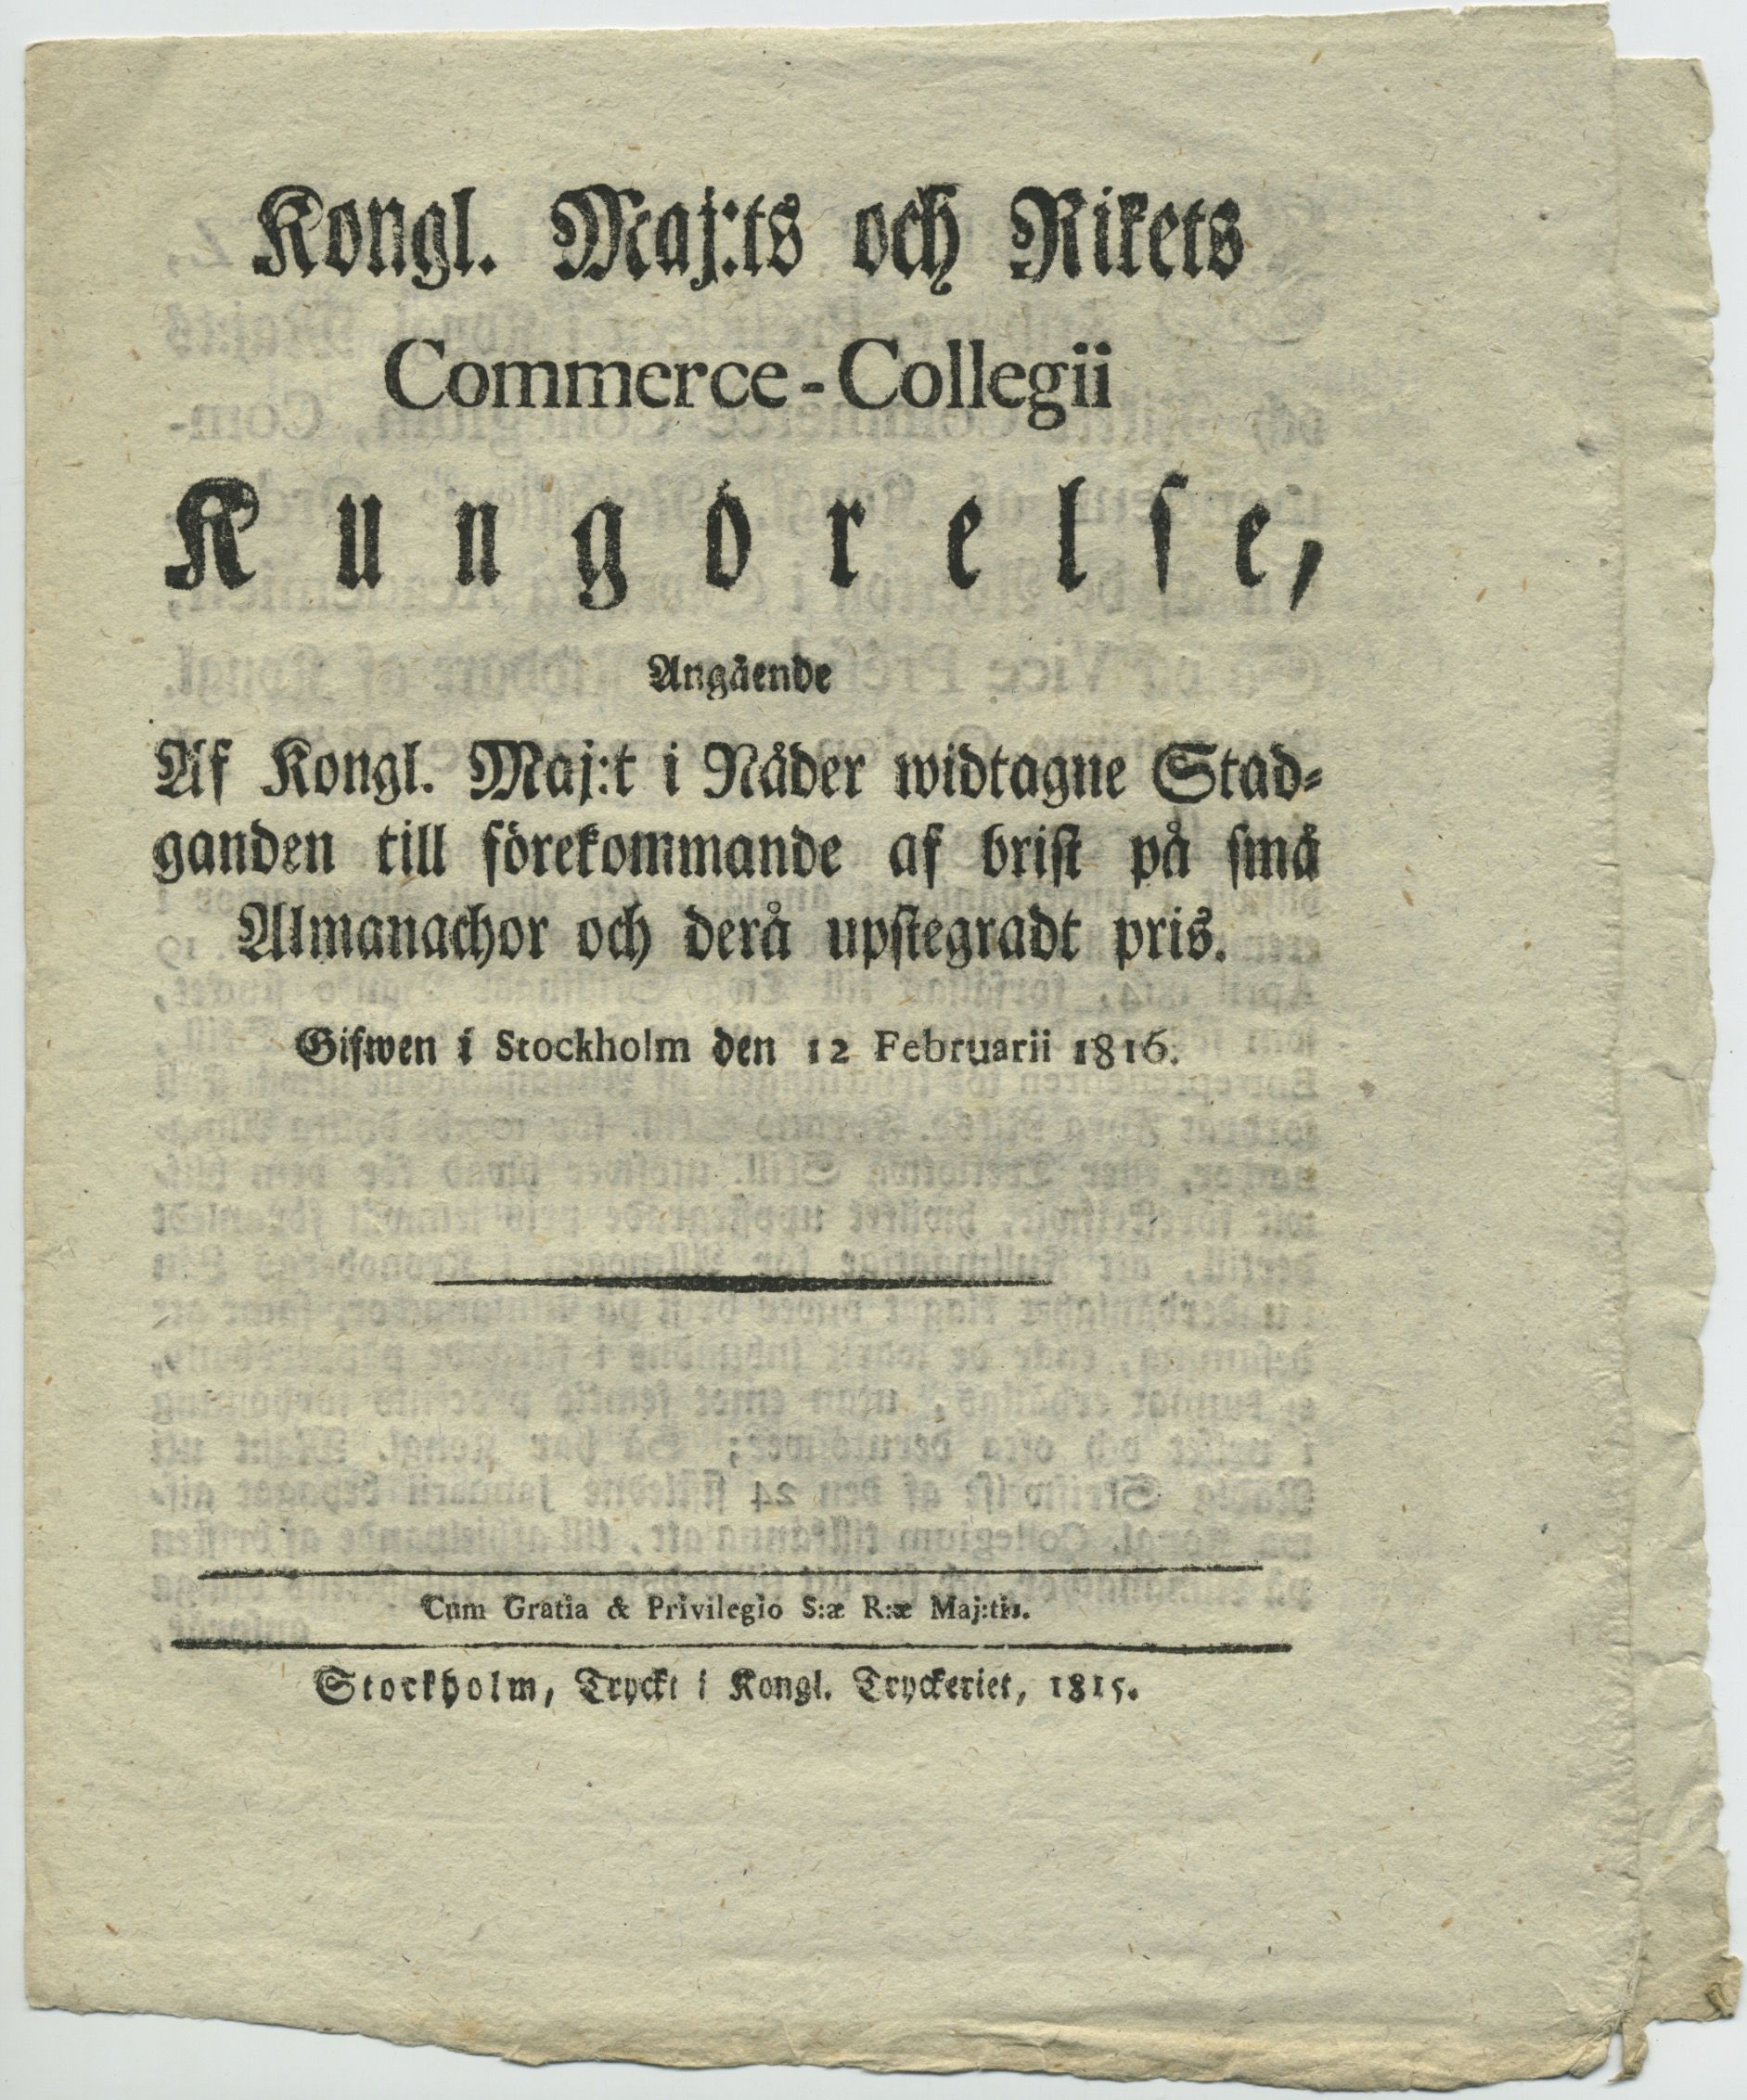 Kongl. Maj:ts och Rikets
Commerce-Collegii
Kungörelse,
Angående
Af Kongl. Maj:t i Nåder widtagne Stad-
ganden till förekommande af brist på små
Almanachor och derå upstegradt pris.
Gifwen i Stockholm den 12 Februarii 1816.
Cum Gratia & Privilegio S:æ R:æ Maj:tis.
Stockholm, Tryckt i Kongl. Tryckeriet, 1815.